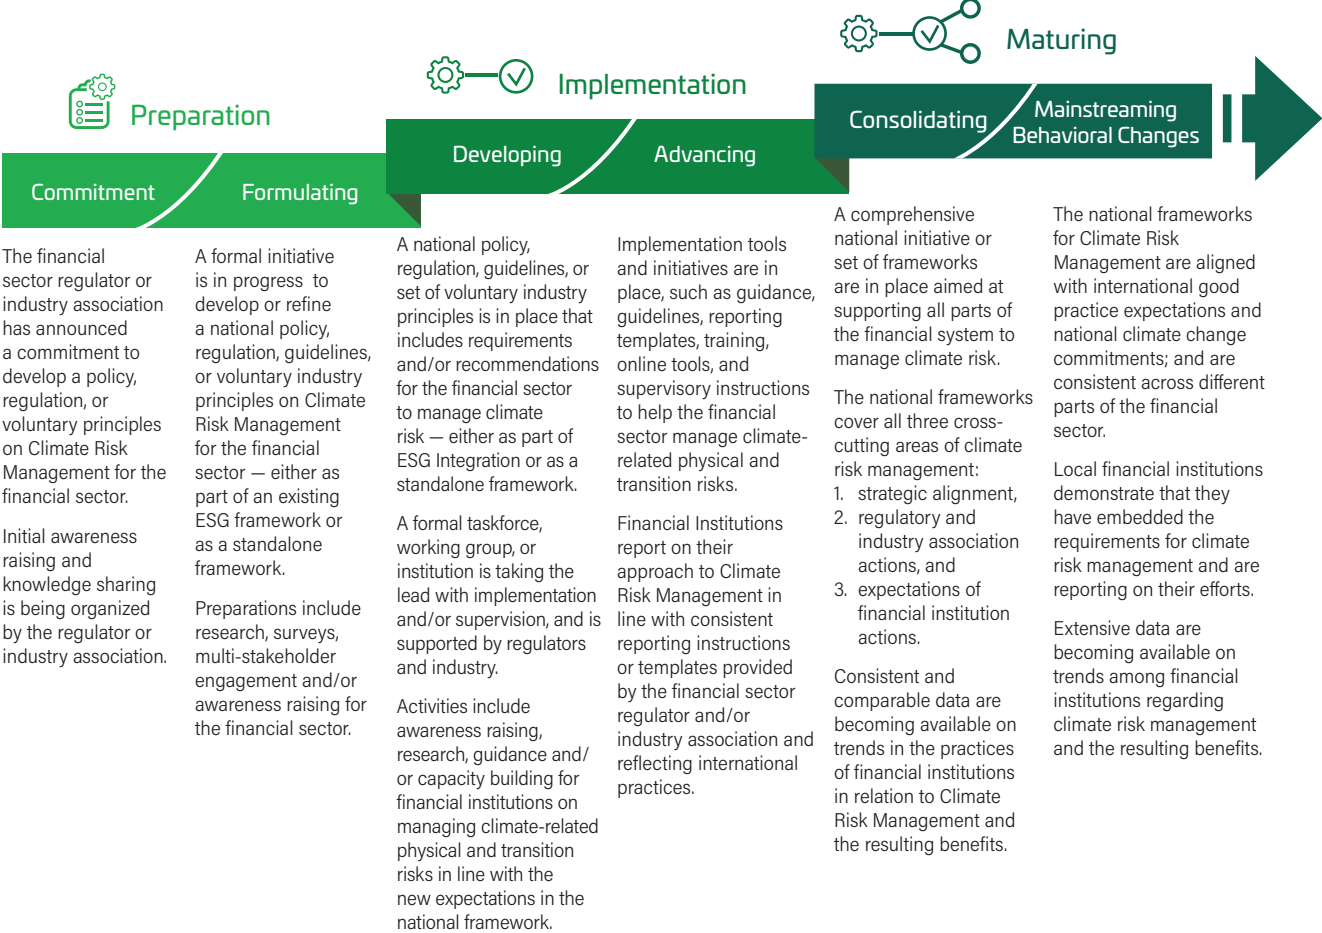 Preparation
Commitment
Formulating
The financial
sector regulator or
industry association
has announced
a commitment to
develop a policy,
regulation, or
voluntary principles
on Climate Risk
Management for the
financial sector.
Initial awareness
raising and
knowledge sharing
is being organized
by the regulator or
industry association.
A formal initiative
is in progress to
develop or refine
a national policy,
regulation, guidelines,
or voluntary industry
principles on Climate
Risk Management
for the financial
sector — either as
part of an existing
ESG framework or
as a standalone
framework.
Preparations include
research, surveys,
multi-stakeholder
engagement and/or
awareness raising for
the financial sector.
Implementation
Developing
Advancing
A national policy,
regulation, guidelines, or
set of voluntary industry
principles is in place that
includes requirements
and/or recommendations
for the financial sector
to manage climate
risk — either as part of
ESG Integration or as a
standalone framework.
A formal taskforce,
working group, or
institution is taking the
lead with implementation
and/or supervision, and is
supported by regulators
and industry.
Activities include
awareness raising,
research, guidance and/
or capacity building for
financial institutions on
managing climate-related
physical and transition
risks in line with the
new expectations in the
national framework.
Implementation tools
and initiatives are in
place, such as guidance,
guidelines, reporting
templates, training,
online tools, and
supervisory instructions
to help the financial
sector manage climate-
related physical and
transition risks.
Financial Institutions
report on their
approach to Climate
Risk Management in
line with consistent
reporting instructions
or templates provided
by the financial sector
regulator and/or
industry association and
reflecting international
practices.
Maturing
Consolidating
Mainstreaming
Behavioral Changes
A comprehensive
national initiative or
set of frameworks
are in place aimed at
supporting all parts of
the financial system to
manage climate risk.
The national frameworks
cover all three cross-
cutting areas of climate
risk management:
1. strategic alignment,
2. regulatory and
industry association
actions, and
3. expectations of
financial institution
actions.
Consistent and
comparable data are
becoming available on
trends in the practices
of financial institutions
in relation to Climate
Risk Management and
the resulting benefits.
The national frameworks
for Climate Risk
Management are aligned
with international good
practice expectations and
national climate change
commitments; and are
consistent across different
parts of the financial
sector.
Local financial institutions
demonstrate that they
have embedded the
requirements for climate
risk management and are
reporting on their efforts.
Extensive data are
becoming available on
trends among financial
institutions regarding
climate risk management
and the resulting benefits.